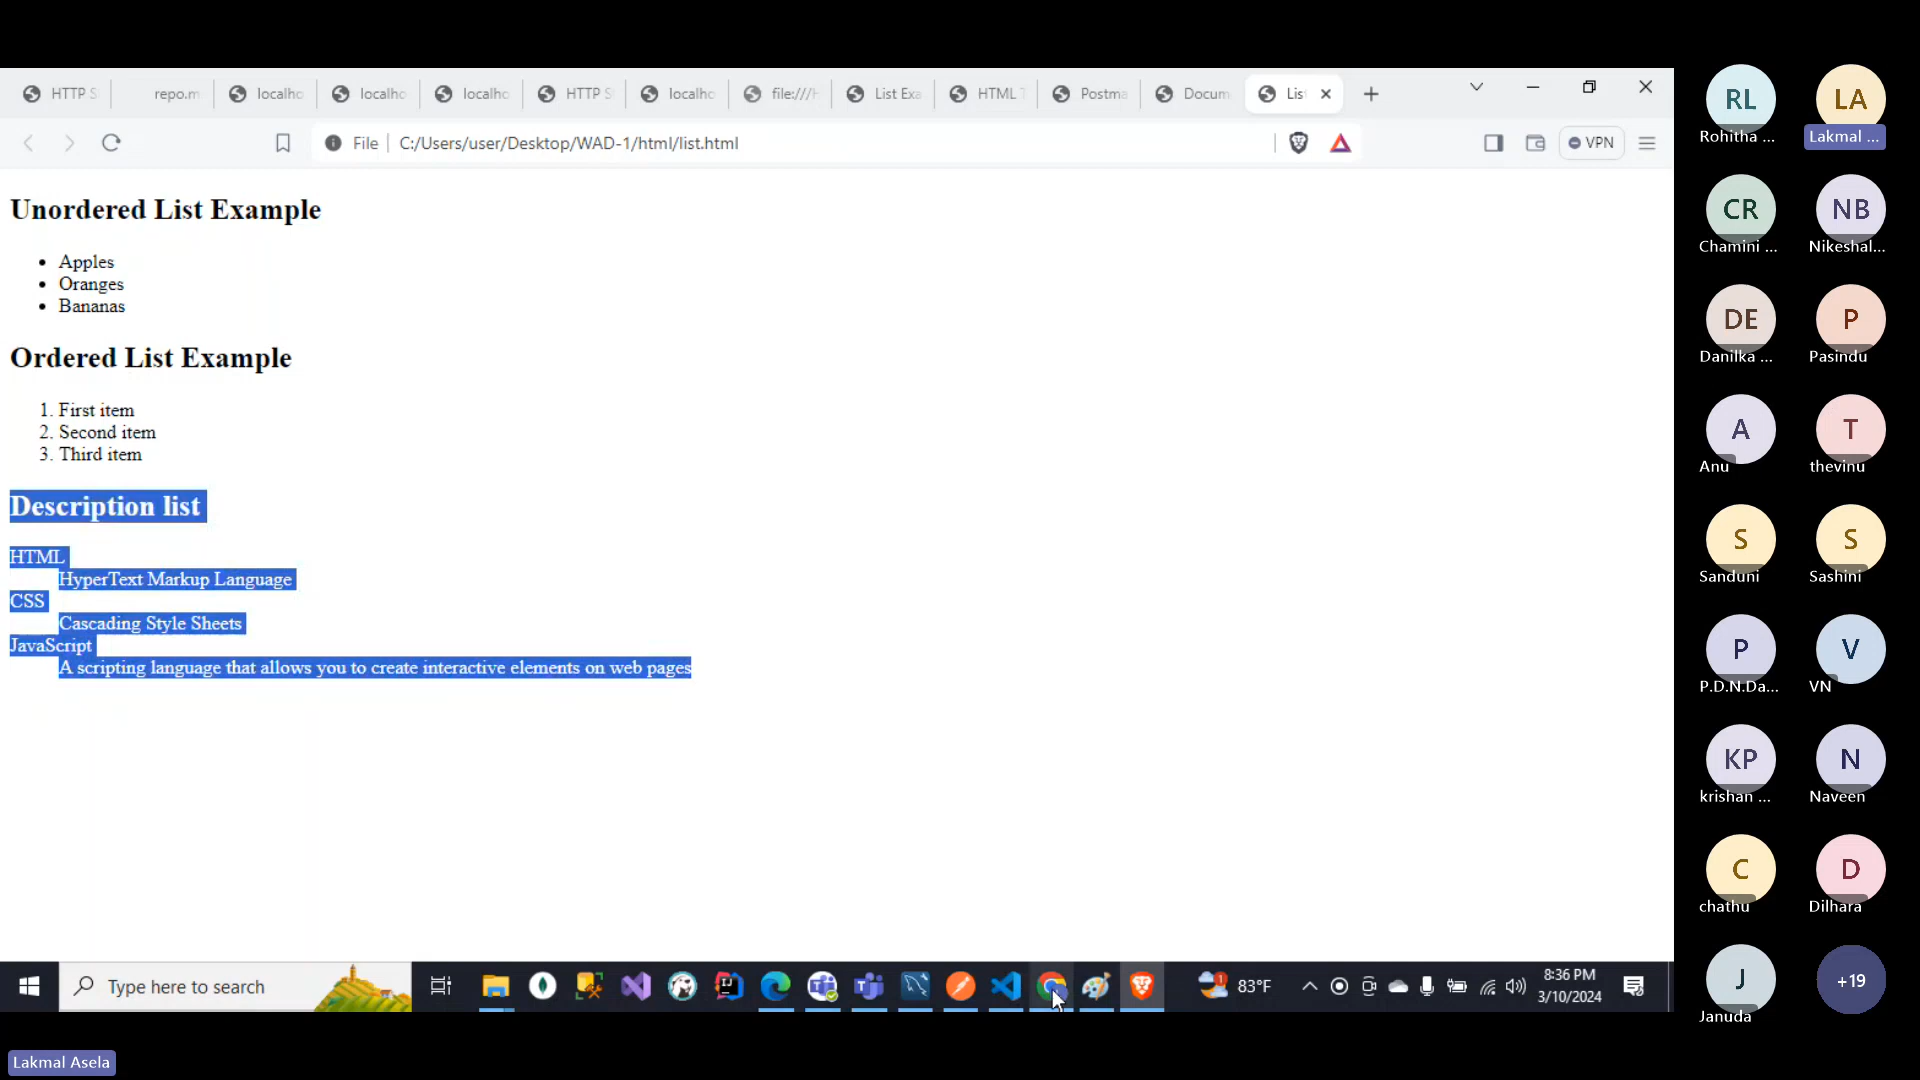 HTTP S
repo.m
localho
localho
localho
HTTP S
localho
file:///H
List Exa
HTML T
Postma
Docum
Lis
File
C:/Users/user/Desktop/WAD-1/html/list.html
VPN
Unordered List Example
• Apples
• Oranges
• Bananas
Ordered List Example
1. First item
2. Second item
3. Third item
Description list
HTML
HyperText Markup Language
CSS
Cascading Style Sheets
JavaScript
A scripting language that allows you to create interactive elements on web pages
Type here to search
83°F
8:36 PM
3/10/2024
RL
Rohitha ...
LA
Lakmal ...
CR
Chamini ...
NB
Nikeshal...
DE
Danilka ...
P
Pasindu
A
Anu
T
thevinu
S
Sanduni
S
Sashini
P
P.D.N.Da...
V
VN
KP
krishan ...
N
Naveen
C
chathu
D
Dilhara
J
Januda
+19
Lakmal Asela